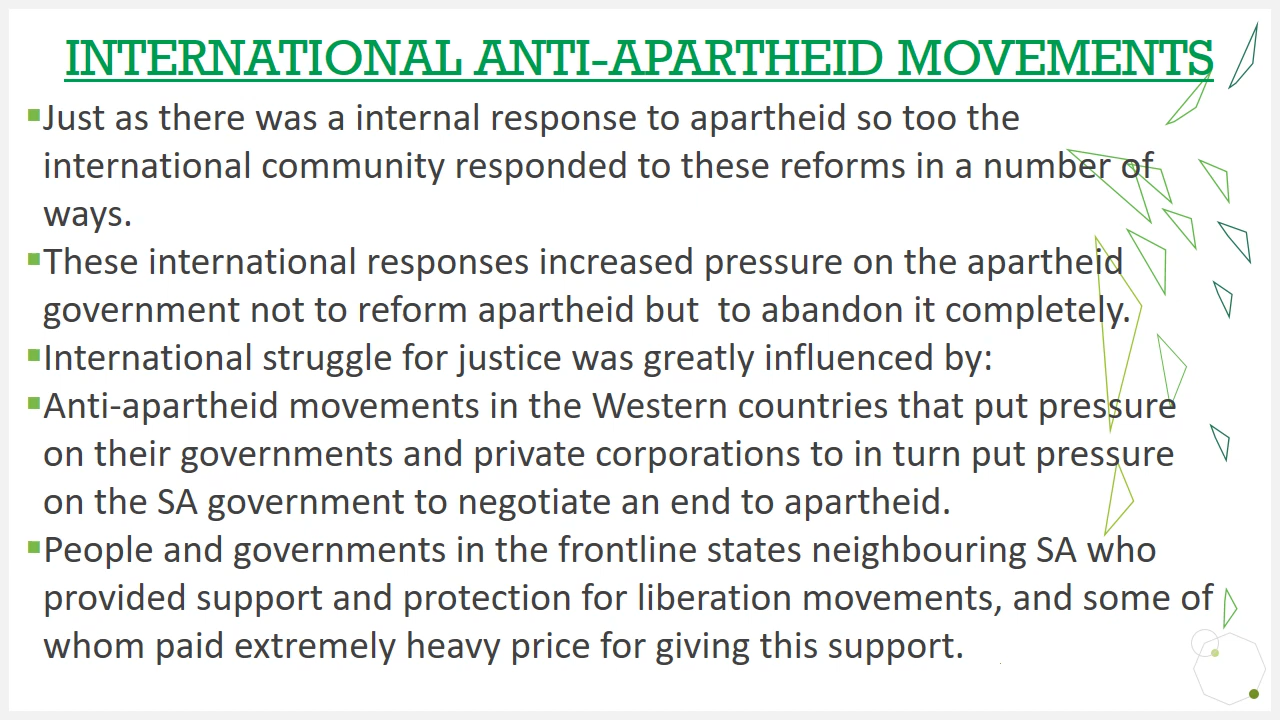 INTERNATIONAL ANTI-APARTHEID MOVEMENTS
Just as there was a internal response to apartheid so too the
international community responded to these reforms in a number of
ways.
These international responses increased pressure on the apartheid
government not to reform apartheid but  to abandon it completely.
International struggle for justice was greatly influenced by:
Anti-apartheid movements in the Western countries that put pressure
on their governments and private corporations to in turn put pressure
on the SA government to negotiate an end to apartheid.
People and governments in the frontline states neighbouring SA who
provided support and protection for liberation movements, and some of
whom paid extremely heavy price for giving this support.